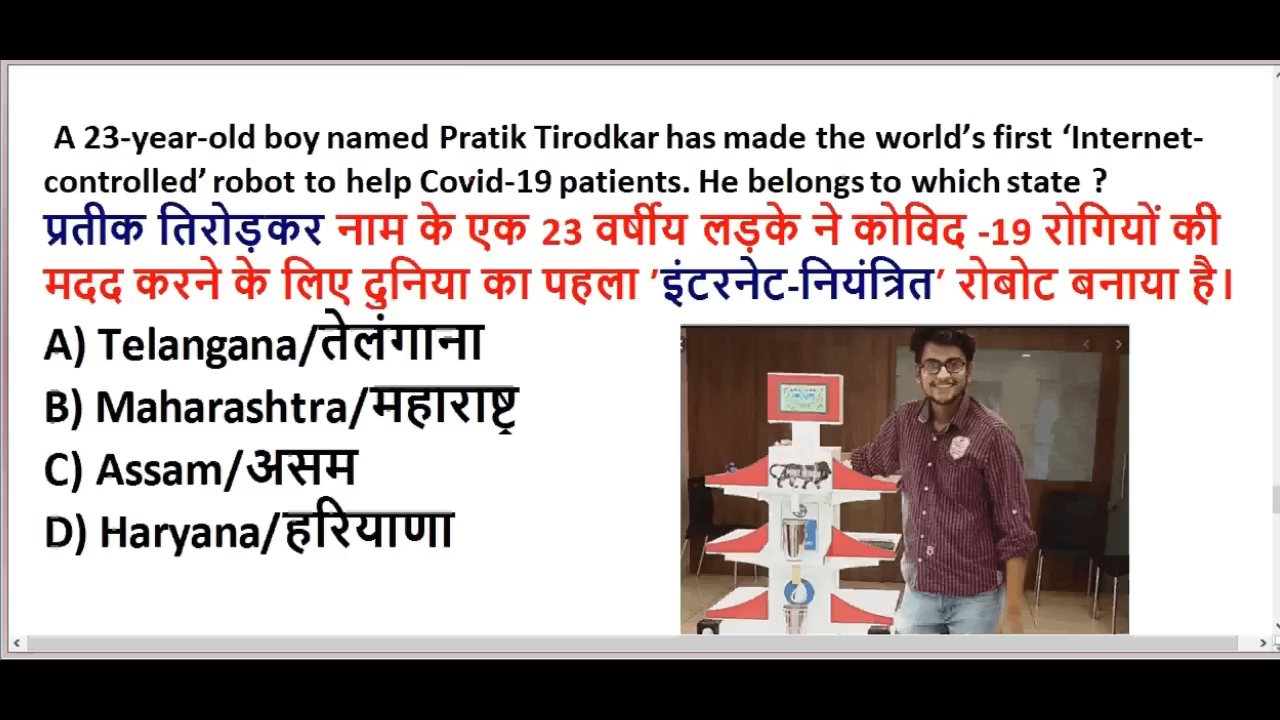 A 23-year-old boy named Pratik Tirodkar has made the world’s first ‘Internet-
controlled’ robot to help Covid-19 patients. He belongs to which state ?
प्रतीक तिरोड़कर नाम के एक 23 वर्षीय लड़के ने कोविद -19 रोगियों की
मदद करने के लिए दुनिया का पहला ’इंटरनेट-नियंत्रित’ रोबोट बनाया है।
A) Telangana/तेलंगाना
B) Maharashtra/महाराष्ट्र
C) Assam/असम
D) Haryana/हरियाणा